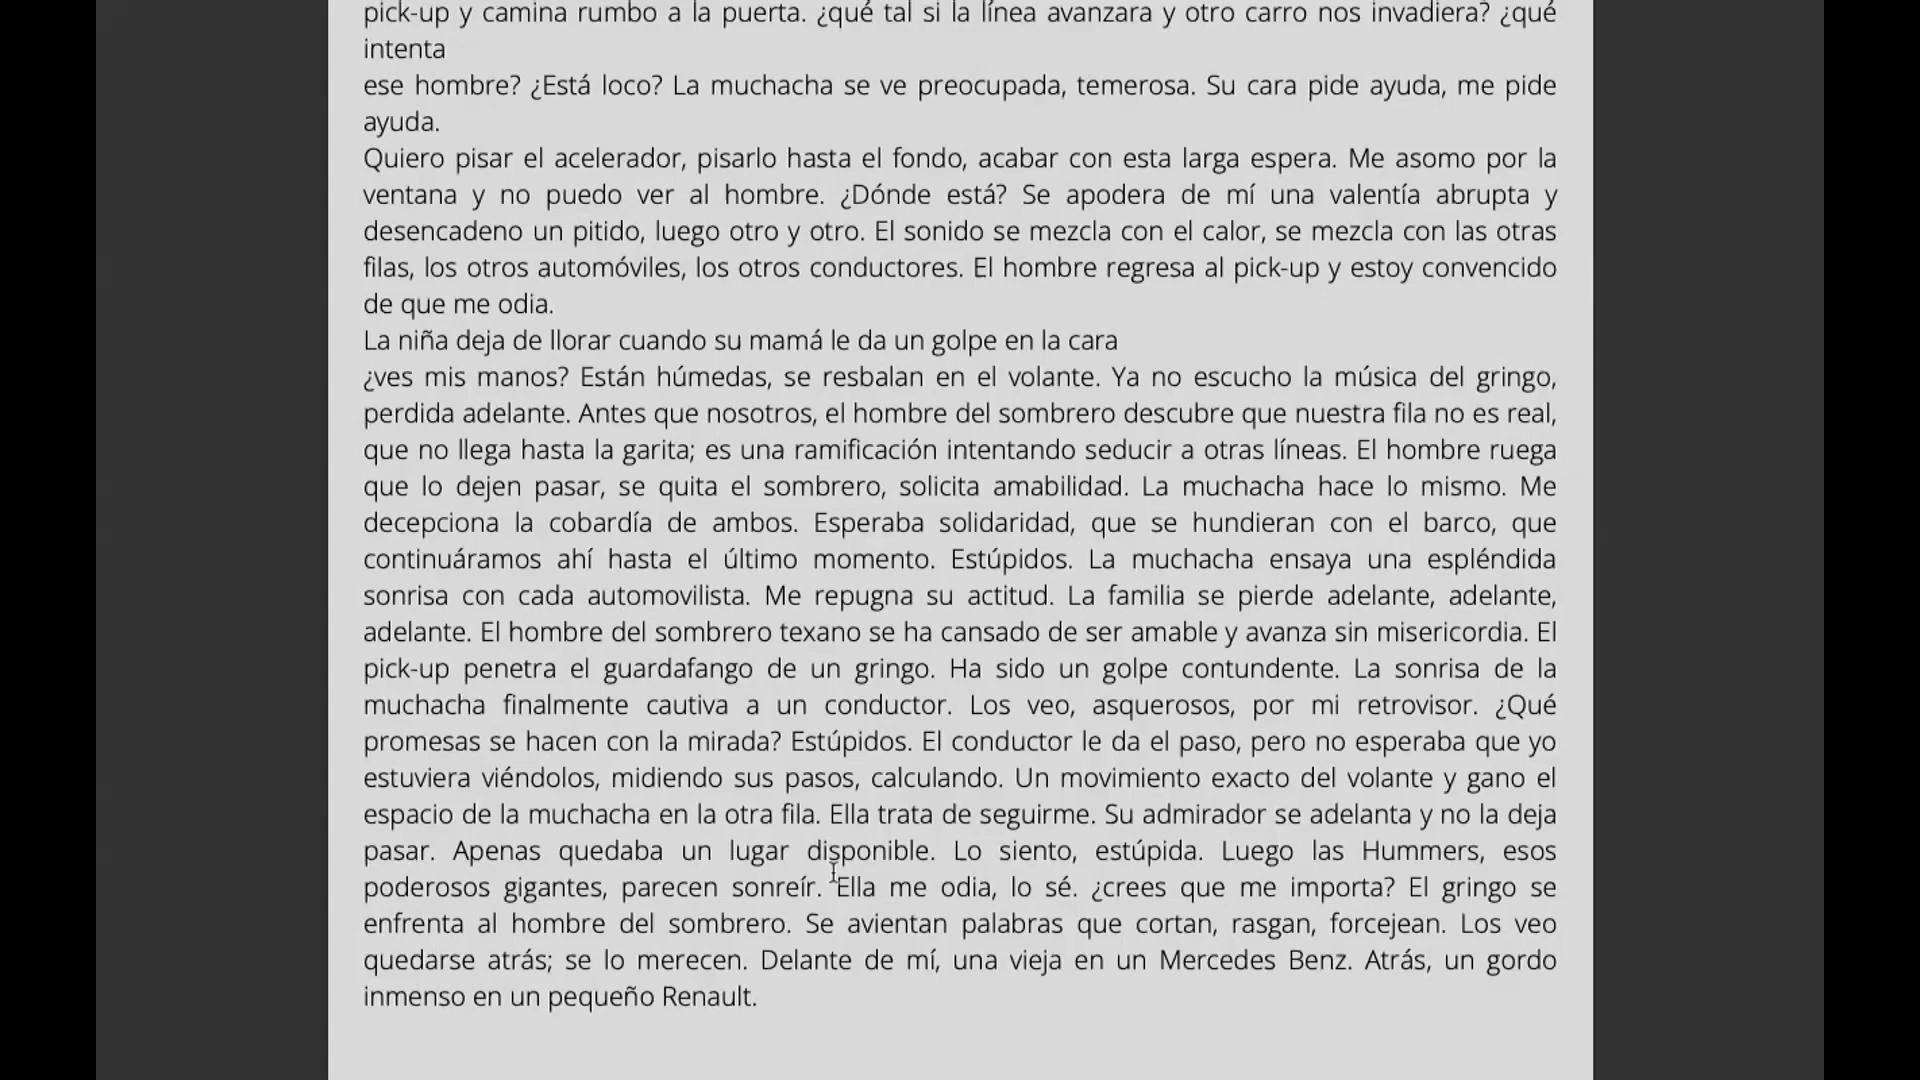 pick-up y camina rumbo a la puerta. ¿qué tal si la línea avanzara y otro carro nos invadiera? ¿qué
intenta
ese hombre? ¿Está loco? La muchacha se ve preocupada, temerosa. Su cara pide ayuda, me pide
ayuda.
Quiero pisar el acelerador, pisarlo hasta el fondo, acabar con esta larga espera. Me asomo por la
ventana y no puedo ver al hombre. ¿Dónde está? Se apodera de mí una valentía abrupta y
desencadeno un pitido, luego otro y otro. El sonido se mezcla con el calor, se mezcla con las otras
filas, los otros automóviles, los otros conductores. El hombre regresa al pick-up y estoy convencido
de que me odia.
La niña deja de llorar cuando su mamá le da un golpe en la cara
¿ves mis manos? Están húmedas, se resbalan en el volante. Ya no escucho la música del gringo,
perdida adelante. Antes que nosotros, el hombre del sombrero descubre que nuestra fila no es real,
que no llega hasta la garita; es una ramificación intentando seducir a otras líneas. El hombre ruega
que lo dejen pasar, se quita el sombrero, solicita amabilidad. La muchacha hace lo mismo. Me
decepciona la cobardía de ambos. Esperaba solidaridad, que se hundieran con el barco, que
continuáramos ahí hasta el último momento. Estúpidos. La muchacha ensaya una espléndida
sonrisa con cada automovilista. Me repugna su actitud. La familia se pierde adelante, adelante,
adelante. El hombre del sombrero texano se ha cansado de ser amable y avanza sin misericordia. El
pick-up penetra el guardafango de un gringo. Ha sido un golpe contundente. La sonrisa de la
muchacha finalmente cautiva a un conductor. Los veo, asquerosos, por mi retrovisor. ¿Qué
promesas se hacen con la mirada? Estúpidos. El conductor le da el paso, pero no esperaba que yo
estuviera viéndolos, midiendo sus pasos, calculando. Un movimiento exacto del volante y gano el
espacio de la muchacha en la otra fila. Ella trata de seguirme. Su admirador se adelanta y no la deja
pasar. Apenas quedaba un lugar disponible. Lo siento, estúpida. Luego las Hummers, esos
poderosos gigantes, parecen sonreír. Ella me odia, lo sé. ¿crees que me importa? El gringo se
enfrenta al hombre del sombrero. Se avientan palabras que cortan, rasgan, forcejean. Los veo
quedarse atrás; se lo merecen. Delante de mí, una vieja en un Mercedes Benz. Atrás, un gordo
inmenso en un pequeño Renault.